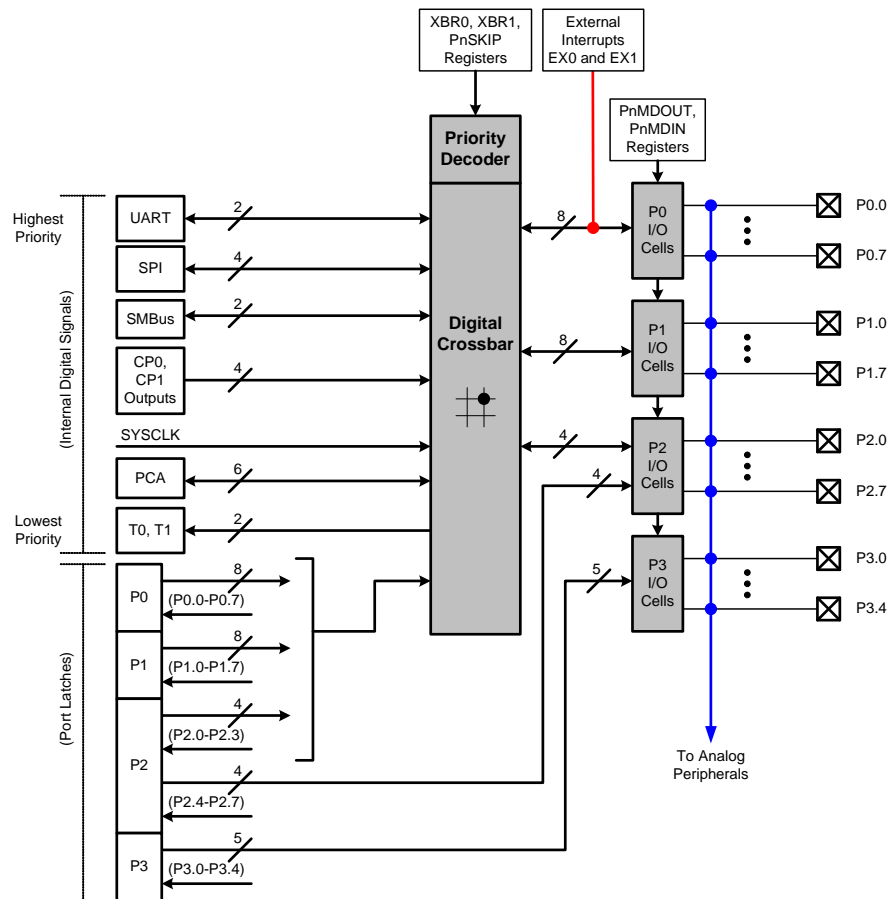 XBR0, XBR1,
PnSKIP
Registers
External
Interrupts
EX0 and EX1
PnMDOUT,
PnMDIN
Registers
Priority
Decoder
Highest
Priority
UART
2
8
P0
I/O
Cells
P0.0
P0.7
SPI
4
(Internal Digital Signals)
SMBus
2
Digital
Crossbar
8
P1
I/O
Cells
P1.0
P1.7
CP0,
CP1
Outputs
4
SYSCLK
4
P2
I/O
Cells
P2.0
P2.7
PCA
6
4
Lowest
Priority
T0, T1
2
P3
I/O
Cells
P3.0
P3.4
5
P0
8
(P0.0-P0.7)
(Port Latches)
P1
8
(P1.0-P1.7)
P2
4
(P2.0-P2.3)
4
(P2.4-P2.7)
To Analog
Peripherals
P3
5
(P3.0-P3.4)